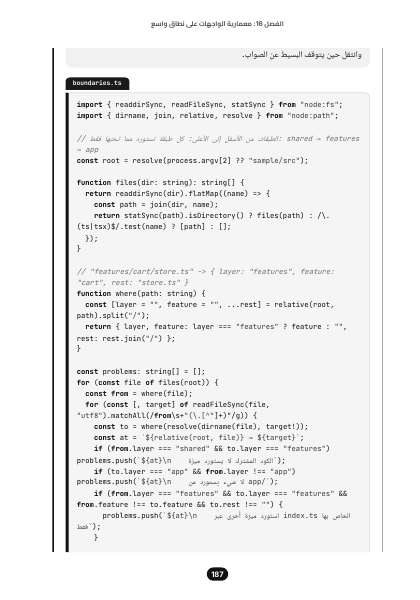 الفصل 16: معمارية الواجهات على نطاق واسع
وانتقل حين يتوقف البسيط عن الصواب.
boundaries.ts
import { readdirSync, readFileSync, statSync } from "node:fs";
import { dirname, join, relative, resolve } from "node:path";
// الطبقات من الأسفل إلى الأعلى: كل طبقة تستورد مما تحتها فقط: shared → features
→ app
const root = resolve(process.argv[2] ?? "sample/src");
function files(dir: string): string[] {
return readdirSync(dir).flatMap((name) => {
const path = join(dir, name);
return statSync(path).isDirectory() ? files(path) : /\.
(ts|tsx)$/.test(name) ? [path] : [];
});
}
// "features/cart/store.ts" -> { layer: "features", feature:
"cart", rest: "store.ts" }
function where(path: string) {
const [layer = "", feature = "", ...rest] = relative(root,
path).split("/");
return { layer, feature: layer === "features" ? feature : "",
rest: rest.join("/") };
}
const problems: string[] = [];
for (const file of files(root)) {
const from = where(file);
for (const [, target] of readFileSync(file,
"utf8").matchAll(/from\s+"(\.[^"]+)"/g)) {
const to = where(resolve(dirname(file), target!));
const at = `${relative(root, file)} → ${target}`;
if (from.layer === "shared" && to.layer === "features")
problems.push(`${at}\n    الكود المشترك لا يستورد ميزة`);
if (to.layer === "app" && from.layer !== "app")
problems.push(`${at}\n    لا شيء يستورد من app/`);
if (from.layer === "features" && to.layer === "features" &&
from.feature !== to.feature && to.rest !== "") {
problems.push(`${at}\n    استورد ميزة أخرى عبر index.ts الخاص بها
فقط`);
}
187